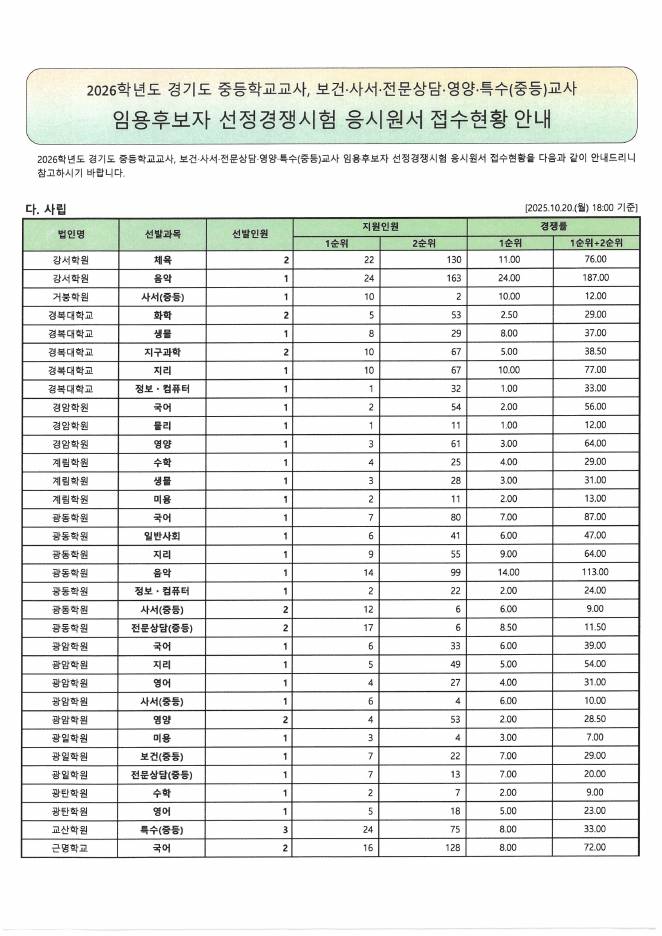 2026학년도 경기도 중등학교교사, 보건·사서·전문상담·영양·특수(중등)교사
임용후보자 선정경쟁시험 응시원서 접수현황 안내
2026학년도 경기도 중등학교교사, 보건·사서·전문상담·영양·특수(중등)교사 임용후보자 선정경쟁시험 응시원서 접수현황을 다음과 같이 안내드리니
참고하시기 바랍니다.
다. 사립 [2025.10.20.(월) 18:00 기준]
법인명 선발과목 선발인원 지원인원 경쟁률
1순위 2순위 1순위 1순위+2순위
강서학원 체육 2 22 130 11.00 76.00
강서학원 음악 1 24 163 24.00 187.00
거봉학원 사서(중등) 1 10 2 10.00 12.00
경복대학교 화학 2 5 53 2.50 29.00
경복대학교 생물 1 8 29 8.00 37.00
경복대학교 지구과학 2 10 67 5.00 38.50
경복대학교 지리 1 10 67 10.00 77.00
경복대학교 정보·컴퓨터 1 1 32 1.00 33.00
경암학원 국어 1 2 54 2.00 56.00
경암학원 물리 1 1 11 1.00 12.00
경암학원 영양 1 3 61 3.00 64.00
계림학원 수학 1 4 25 4.00 29.00
계림학원 생물 1 3 28 3.00 31.00
계림학원 미용 1 2 11 2.00 13.00
광동학원 국어 1 7 80 7.00 87.00
광동학원 일반사회 1 6 41 6.00 47.00
광동학원 지리 1 9 55 9.00 64.00
광동학원 음악 1 14 99 14.00 113.00
광동학원 정보·컴퓨터 1 2 22 2.00 24.00
광동학원 사서(중등) 2 12 6 6.00 9.00
광동학원 전문상담(중등) 2 17 6 8.50 11.50
광암학원 국어 1 6 33 6.00 39.00
광암학원 지리 1 5 49 5.00 54.00
광암학원 영어 1 4 27 4.00 31.00
광암학원 사서(중등) 1 6 4 6.00 10.00
광암학원 영양 2 4 53 2.00 28.50
광일학원 미용 1 3 4 3.00 7.00
광일학원 보건(중등) 1 7 22 7.00 29.00
광일학원 전문상담(중등) 1 7 13 7.00 20.00
광탄학원 수학 1 2 7 2.00 9.00
광탄학원 영어 1 5 18 5.00 23.00
교산학원 특수(중등) 3 24 75 8.00 33.00
근명학교 국어 2 16 128 8.00 72.00